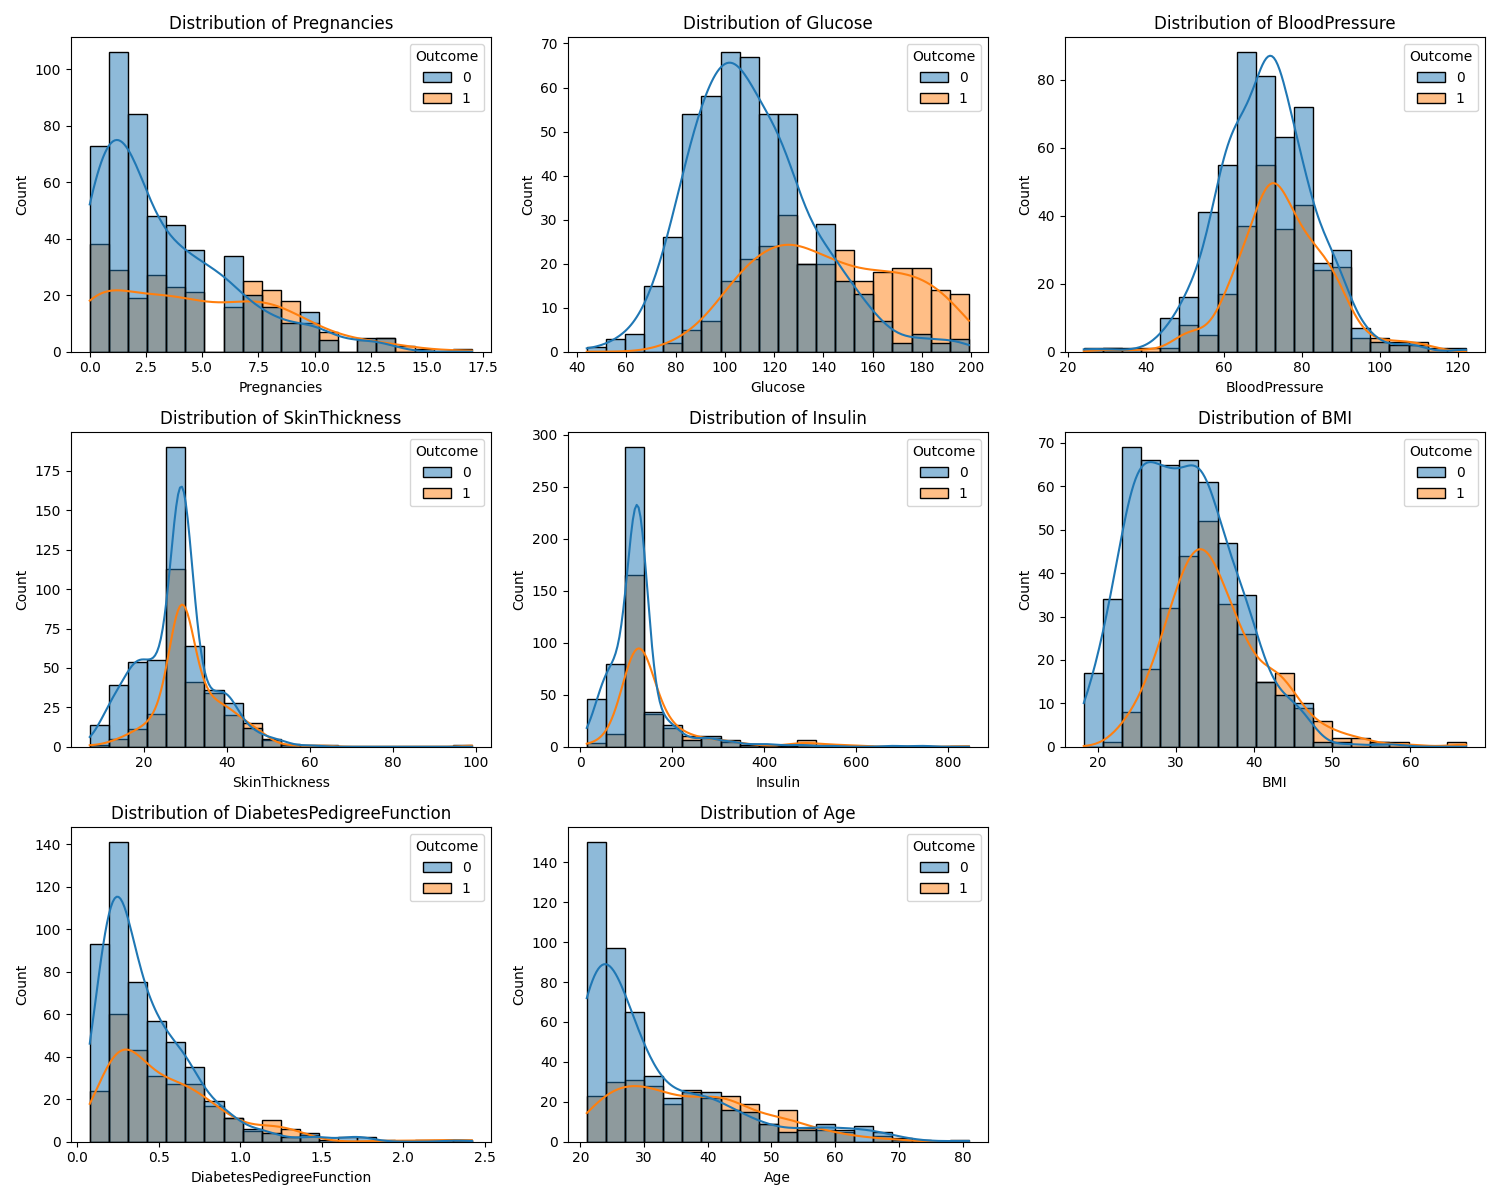 Distribution of Pregnancies
Outcome
0
1
Count
100
80
60
40
20
0
0.0 2.5 5.0 7.5 10.0 12.5 15.0 17.5
Pregnancies
Distribution of Glucose
Outcome
0
1
Count
70
60
50
40
30
20
10
0
40 60 80 100 120 140 160 180 200
Glucose
Distribution of BloodPressure
Outcome
0
1
Count
80
60
40
20
0
20 40 60 80 100 120
BloodPressure
Distribution of SkinThickness
Outcome
0
1
Count
175
150
125
100
75
50
25
0
20 40 60 80 100
SkinThickness
Distribution of Insulin
Outcome
0
1
Count
300
250
200
150
100
50
0
0 200 400 600 800
Insulin
Distribution of BMI
Outcome
0
1
Count
70
60
50
40
30
20
10
0
20 30 40 50 60
BMI
Distribution of DiabetesPedigreeFunction
Outcome
0
1
Count
140
120
100
80
60
40
20
0
0.0 0.5 1.0 1.5 2.0 2.5
DiabetesPedigreeFunction
Distribution of Age
Outcome
0
1
Count
140
120
100
80
60
40
20
0
20 30 40 50 60 70 80
Age